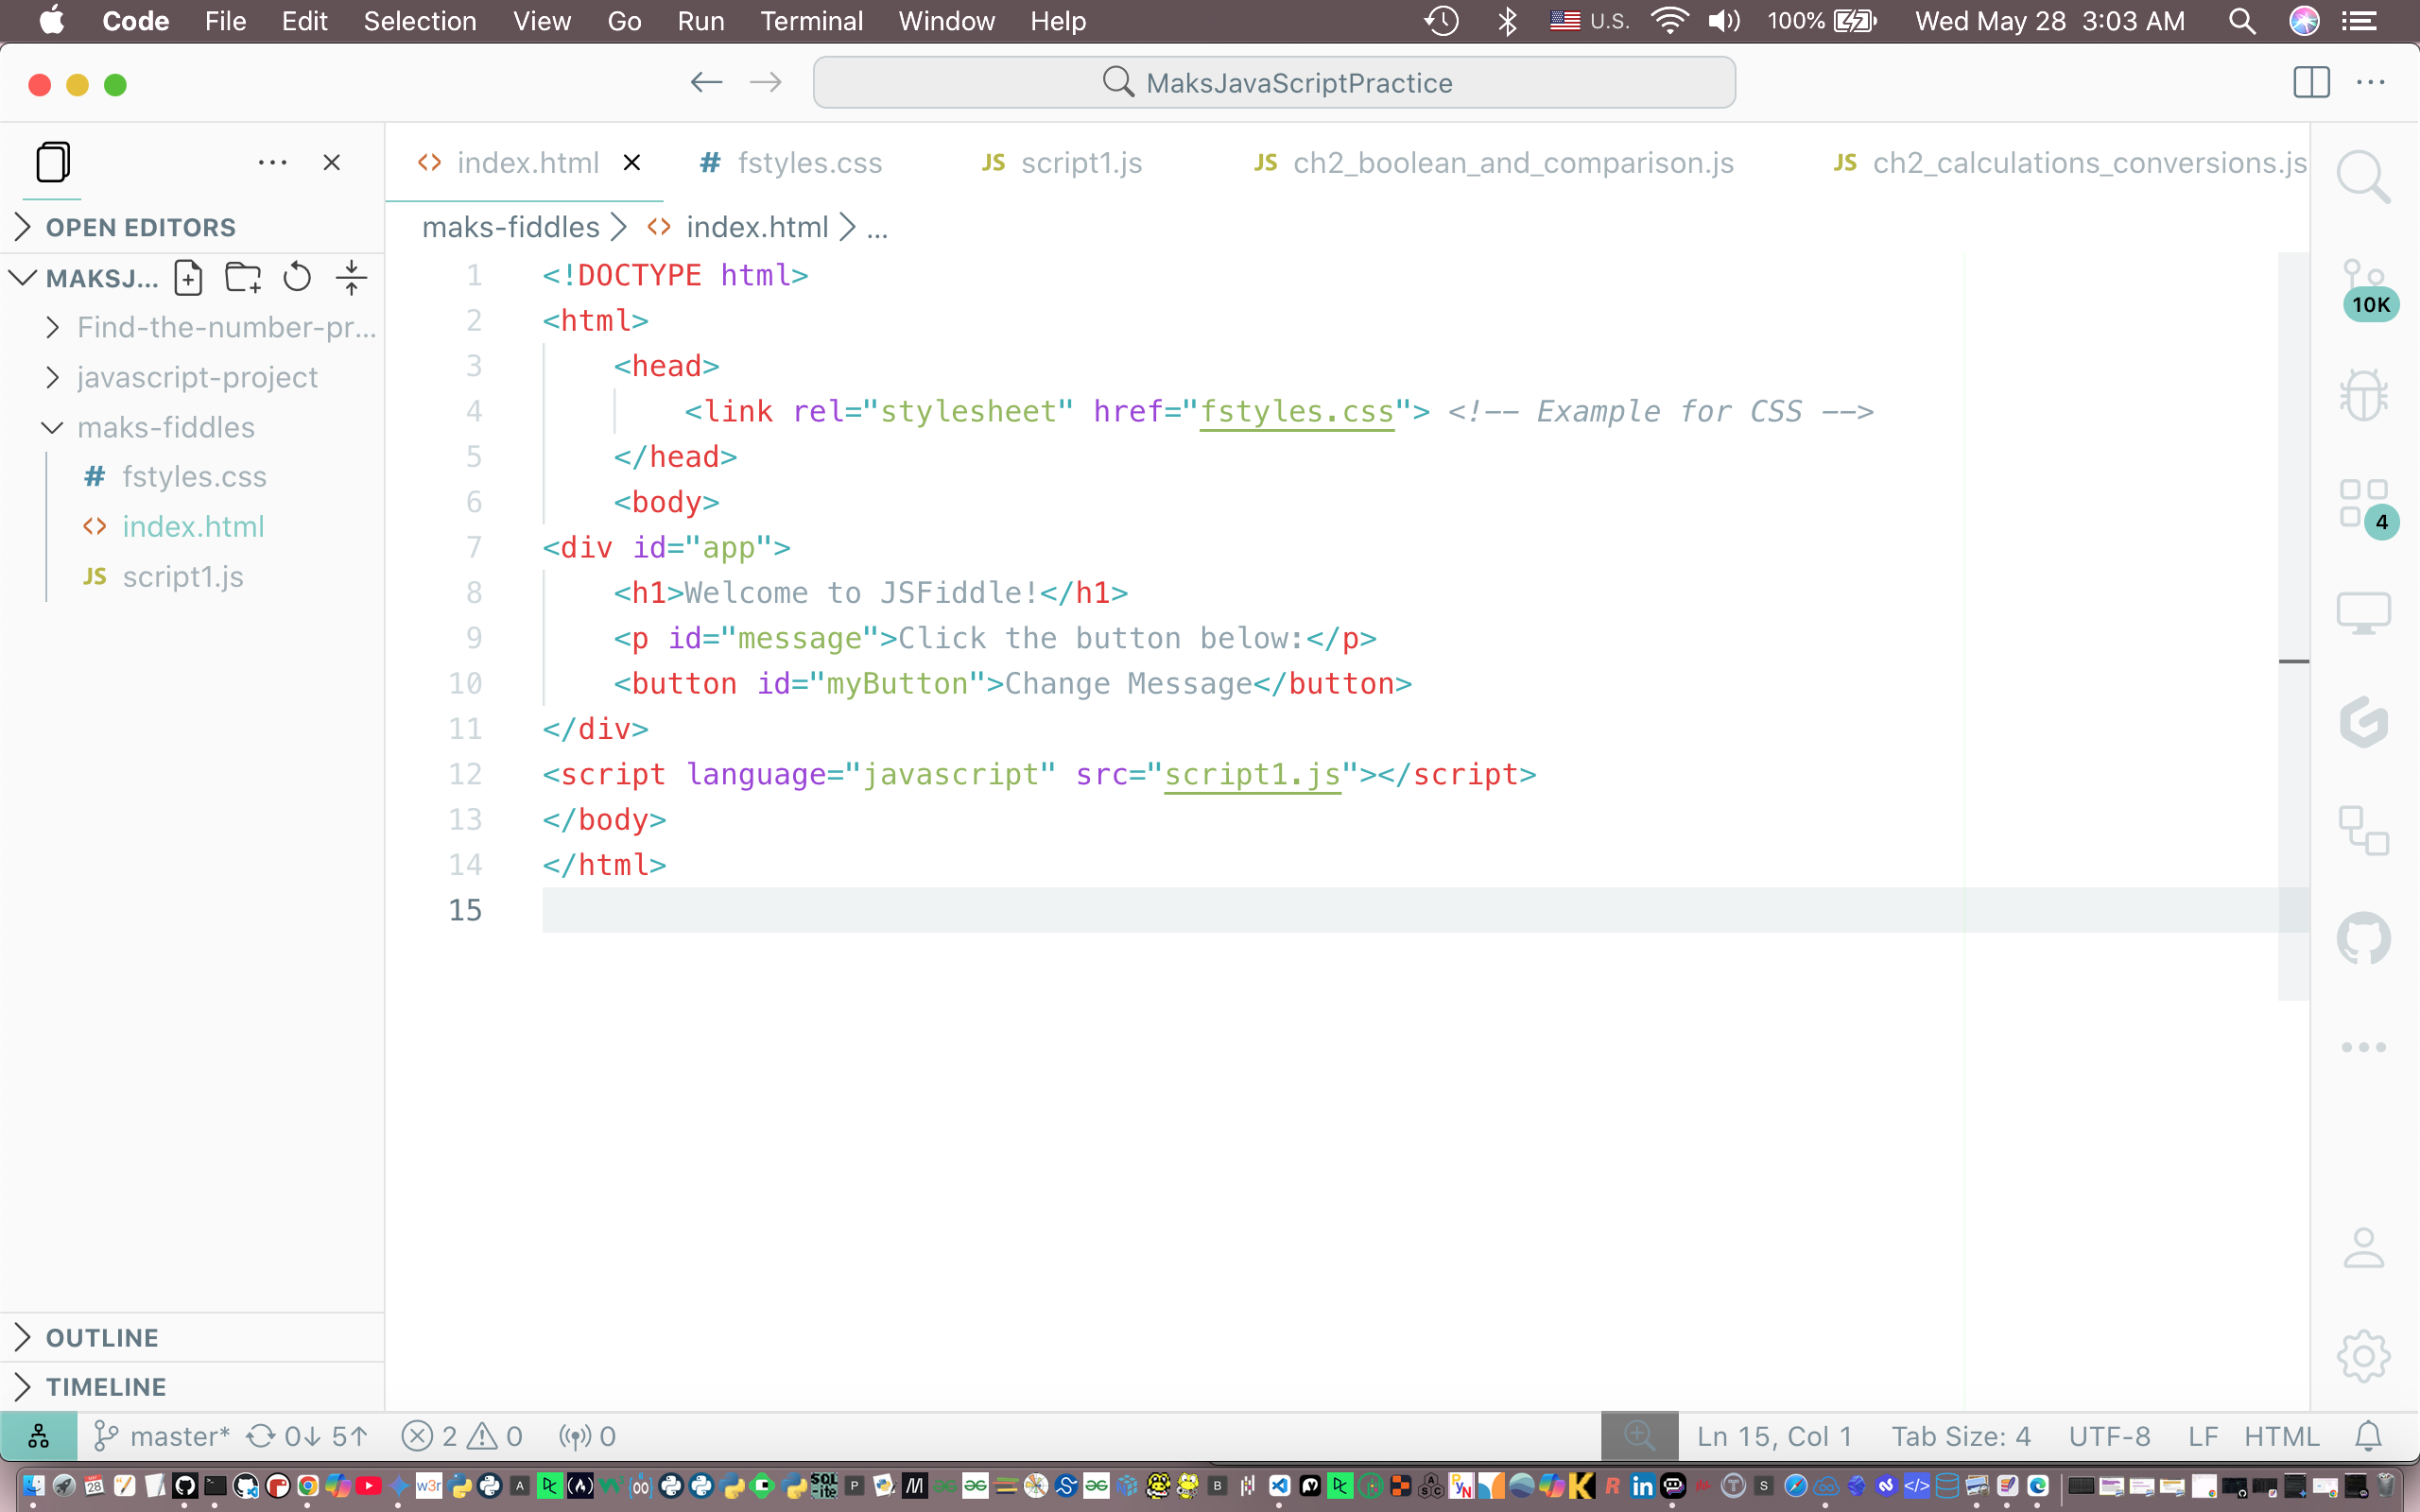 Code File Edit Selection View Go Run Terminal Window Help U.S. 100% Wed May 28 3:03 AM
MaksJavaScriptPractice
index.html fstyles.css JS script1.js JS ch2_boolean_and_comparison.js JS ch2_calculations_conversions.js
OPEN EDITORS
MAKSJ...
Find-the-number-pr...
javascript-project
maks-fiddles
# fstyles.css
<> index.html
JS script1.js
OUTLINE
TIMELINE
maks-fiddles > <> index.html > ...
1 <!DOCTYPE html>
2 <html>
3 <head>
4 <link rel="stylesheet" href="fstyles.css"> <!-- Example for CSS -->
5 </head>
6 <body>
7 <div id="app">
8 <h1>Welcome to JSFiddle!</h1>
9 <p id="message">Click the button below:</p>
10 <button id="myButton">Change Message</button>
11 </div>
12 <script language="javascript" src="script1.js"></script>
13 </body>
14 </html>
15
10K
4
master* 0↓ 5↑ 2 0 0 Ln 15, Col 1 Tab Size: 4 UTF-8 LF HTML